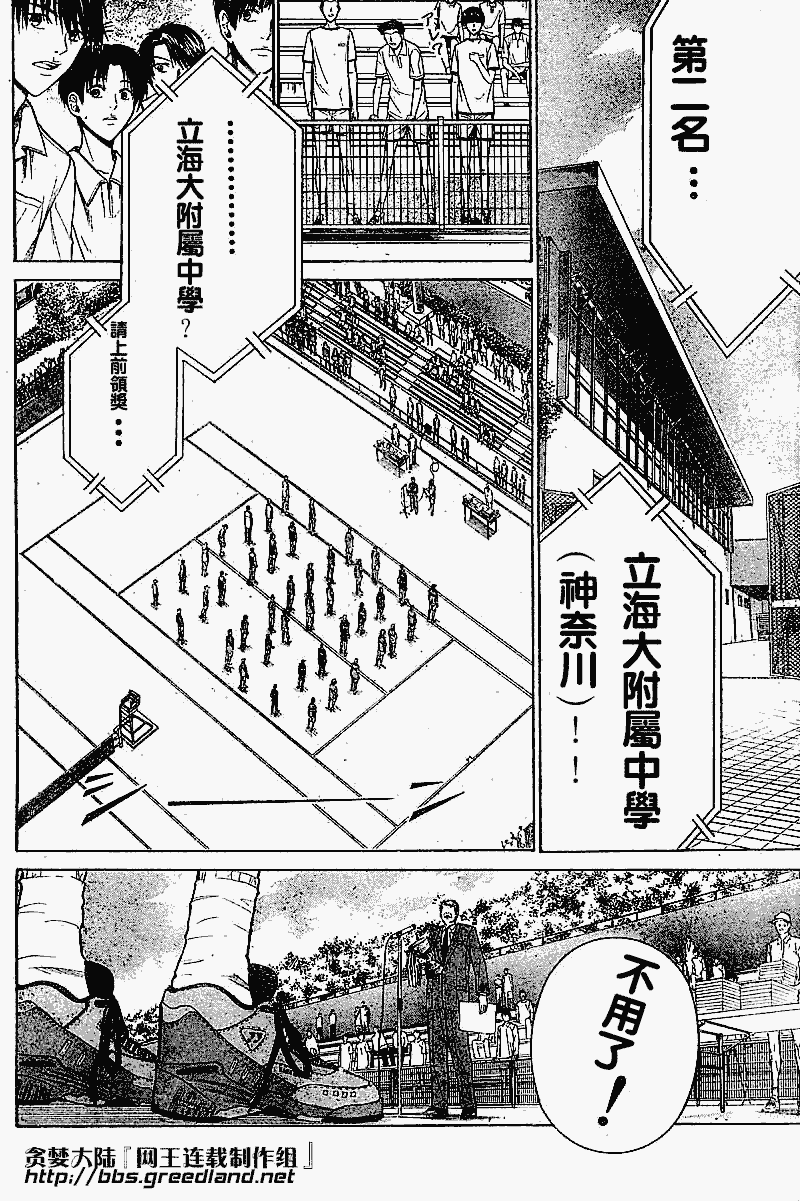 第二名…
立海大附屬中學
（神奈川）！！
……………
立海大附屬中學？
請上前領獎…
不用了！
贪婪大陆『网王连载制作组』
http://bbs.greedland.net